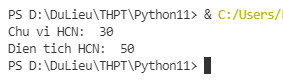 PS D:\DuLieu\THPT\Python11> & C:/Users/
Chu vi HCN:  30
Dien tich HCN:  50
PS D:\DuLieu\THPT\Python11>